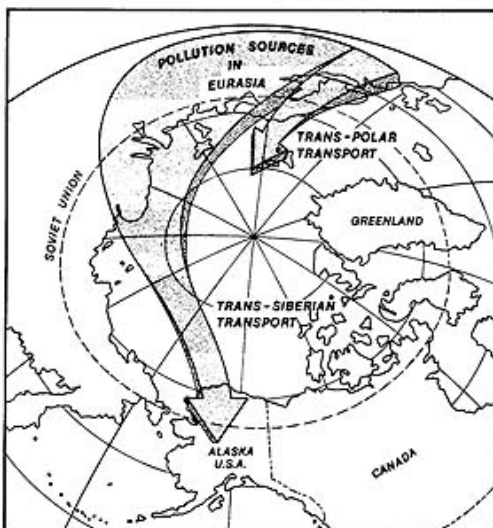 POLLUTION SOURCES
IN
EURASIA
TRANS-POLAR
TRANSPORT
SOVIET UNION
GREENLAND
TRANS-SIBERIAN
TRANSPORT
ALASKA
U.S.A.
CANADA